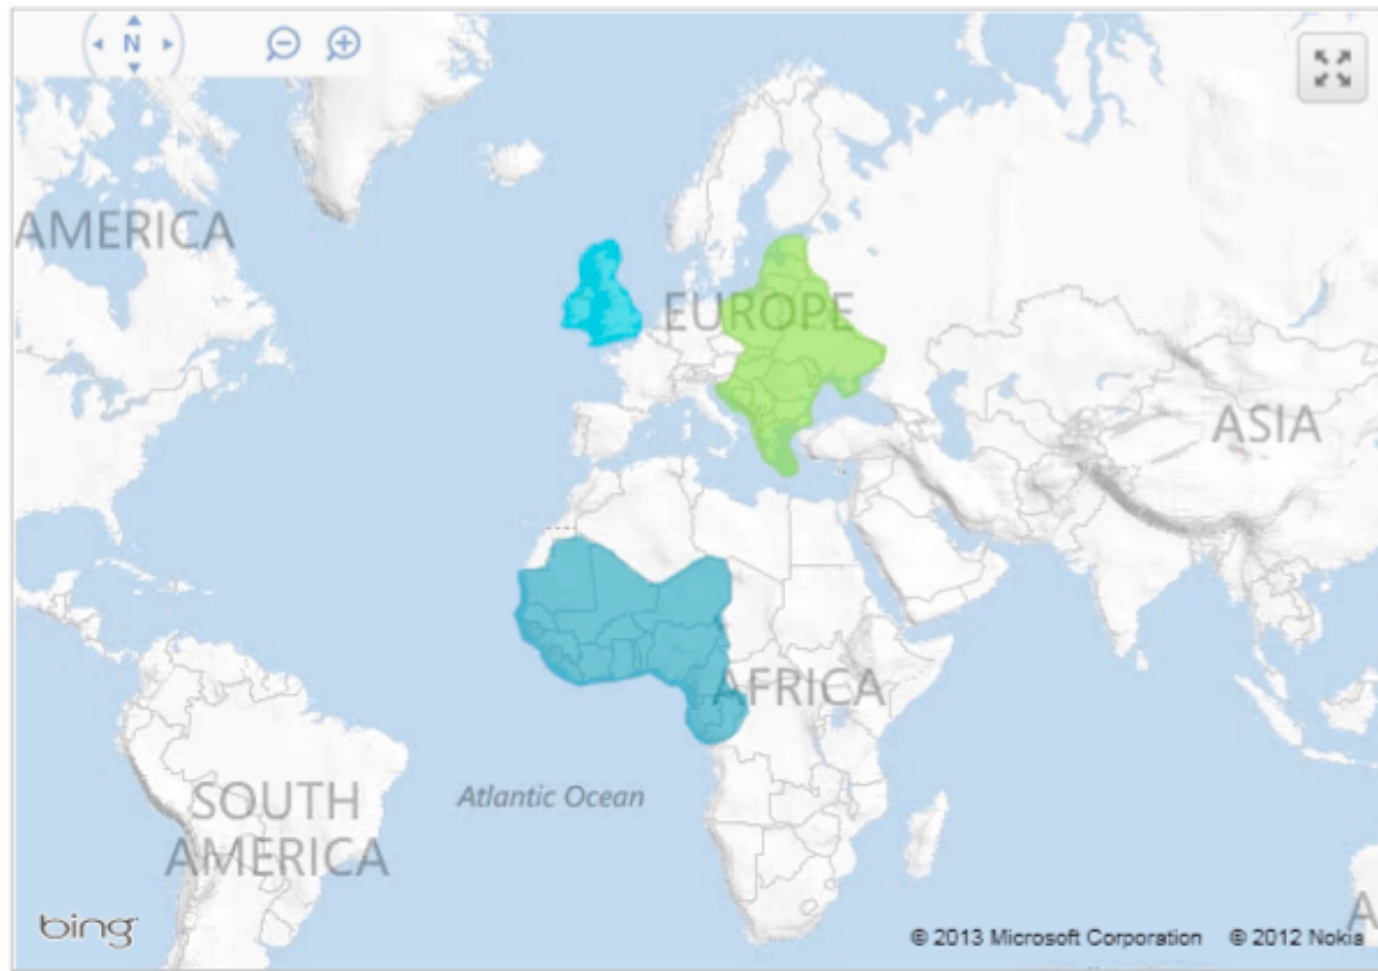 N
AMERICA
EUROPE
ASIA
AFRICA
Atlantic Ocean
SOUTH
AMERICA
A
bing
© 2013 Microsoft Corporation © 2012 Nokia